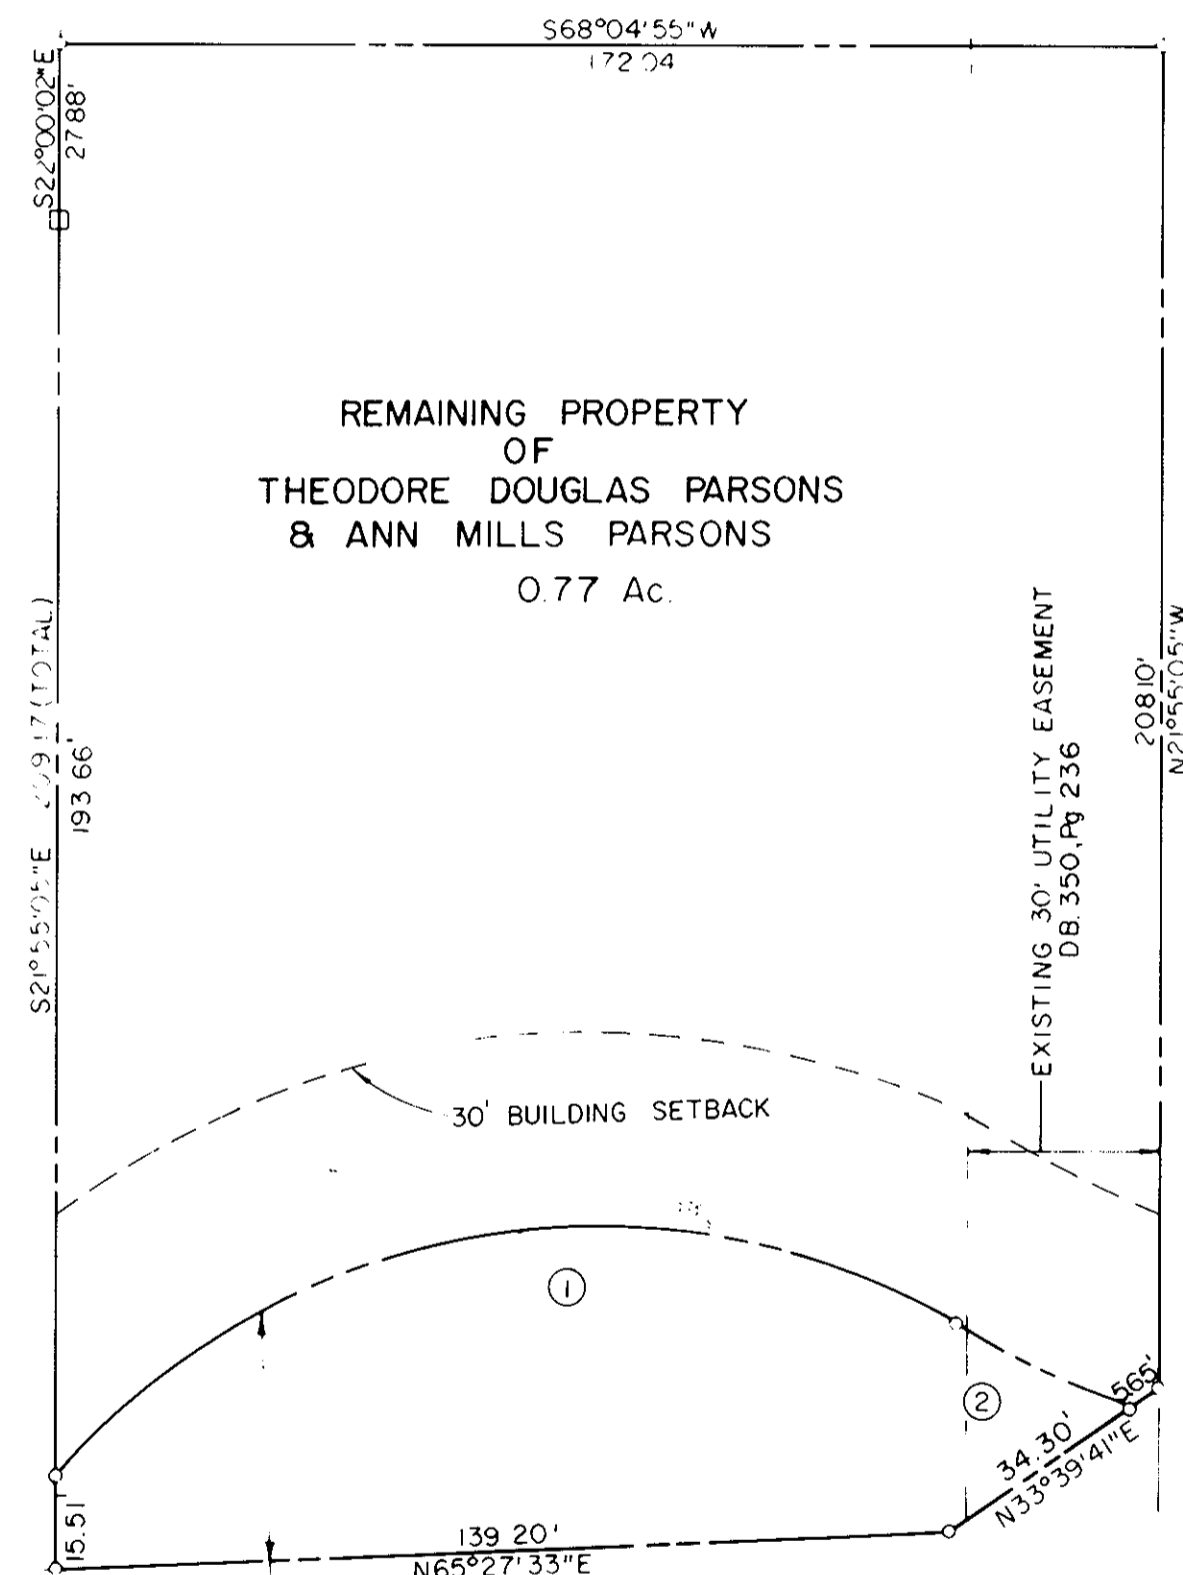 S68°04'55"W
172 04
S22°00'02"E
27 88'
REMAINING PROPERTY
OF
THEODORE DOUGLAS PARSONS
& ANN MILLS PARSONS
0.77 Ac.
S21°55'05"E 209 17 (TOTAL)
193 66'
EXISTING 30' UTILITY EASEMENT
DB. 350, Pg 236
208 10'
N21°55'05"W
30' BUILDING SETBACK
1
2
5 65'
34.30'
N33°39'41"E
15.51'
139 20'
N65°27'33"E